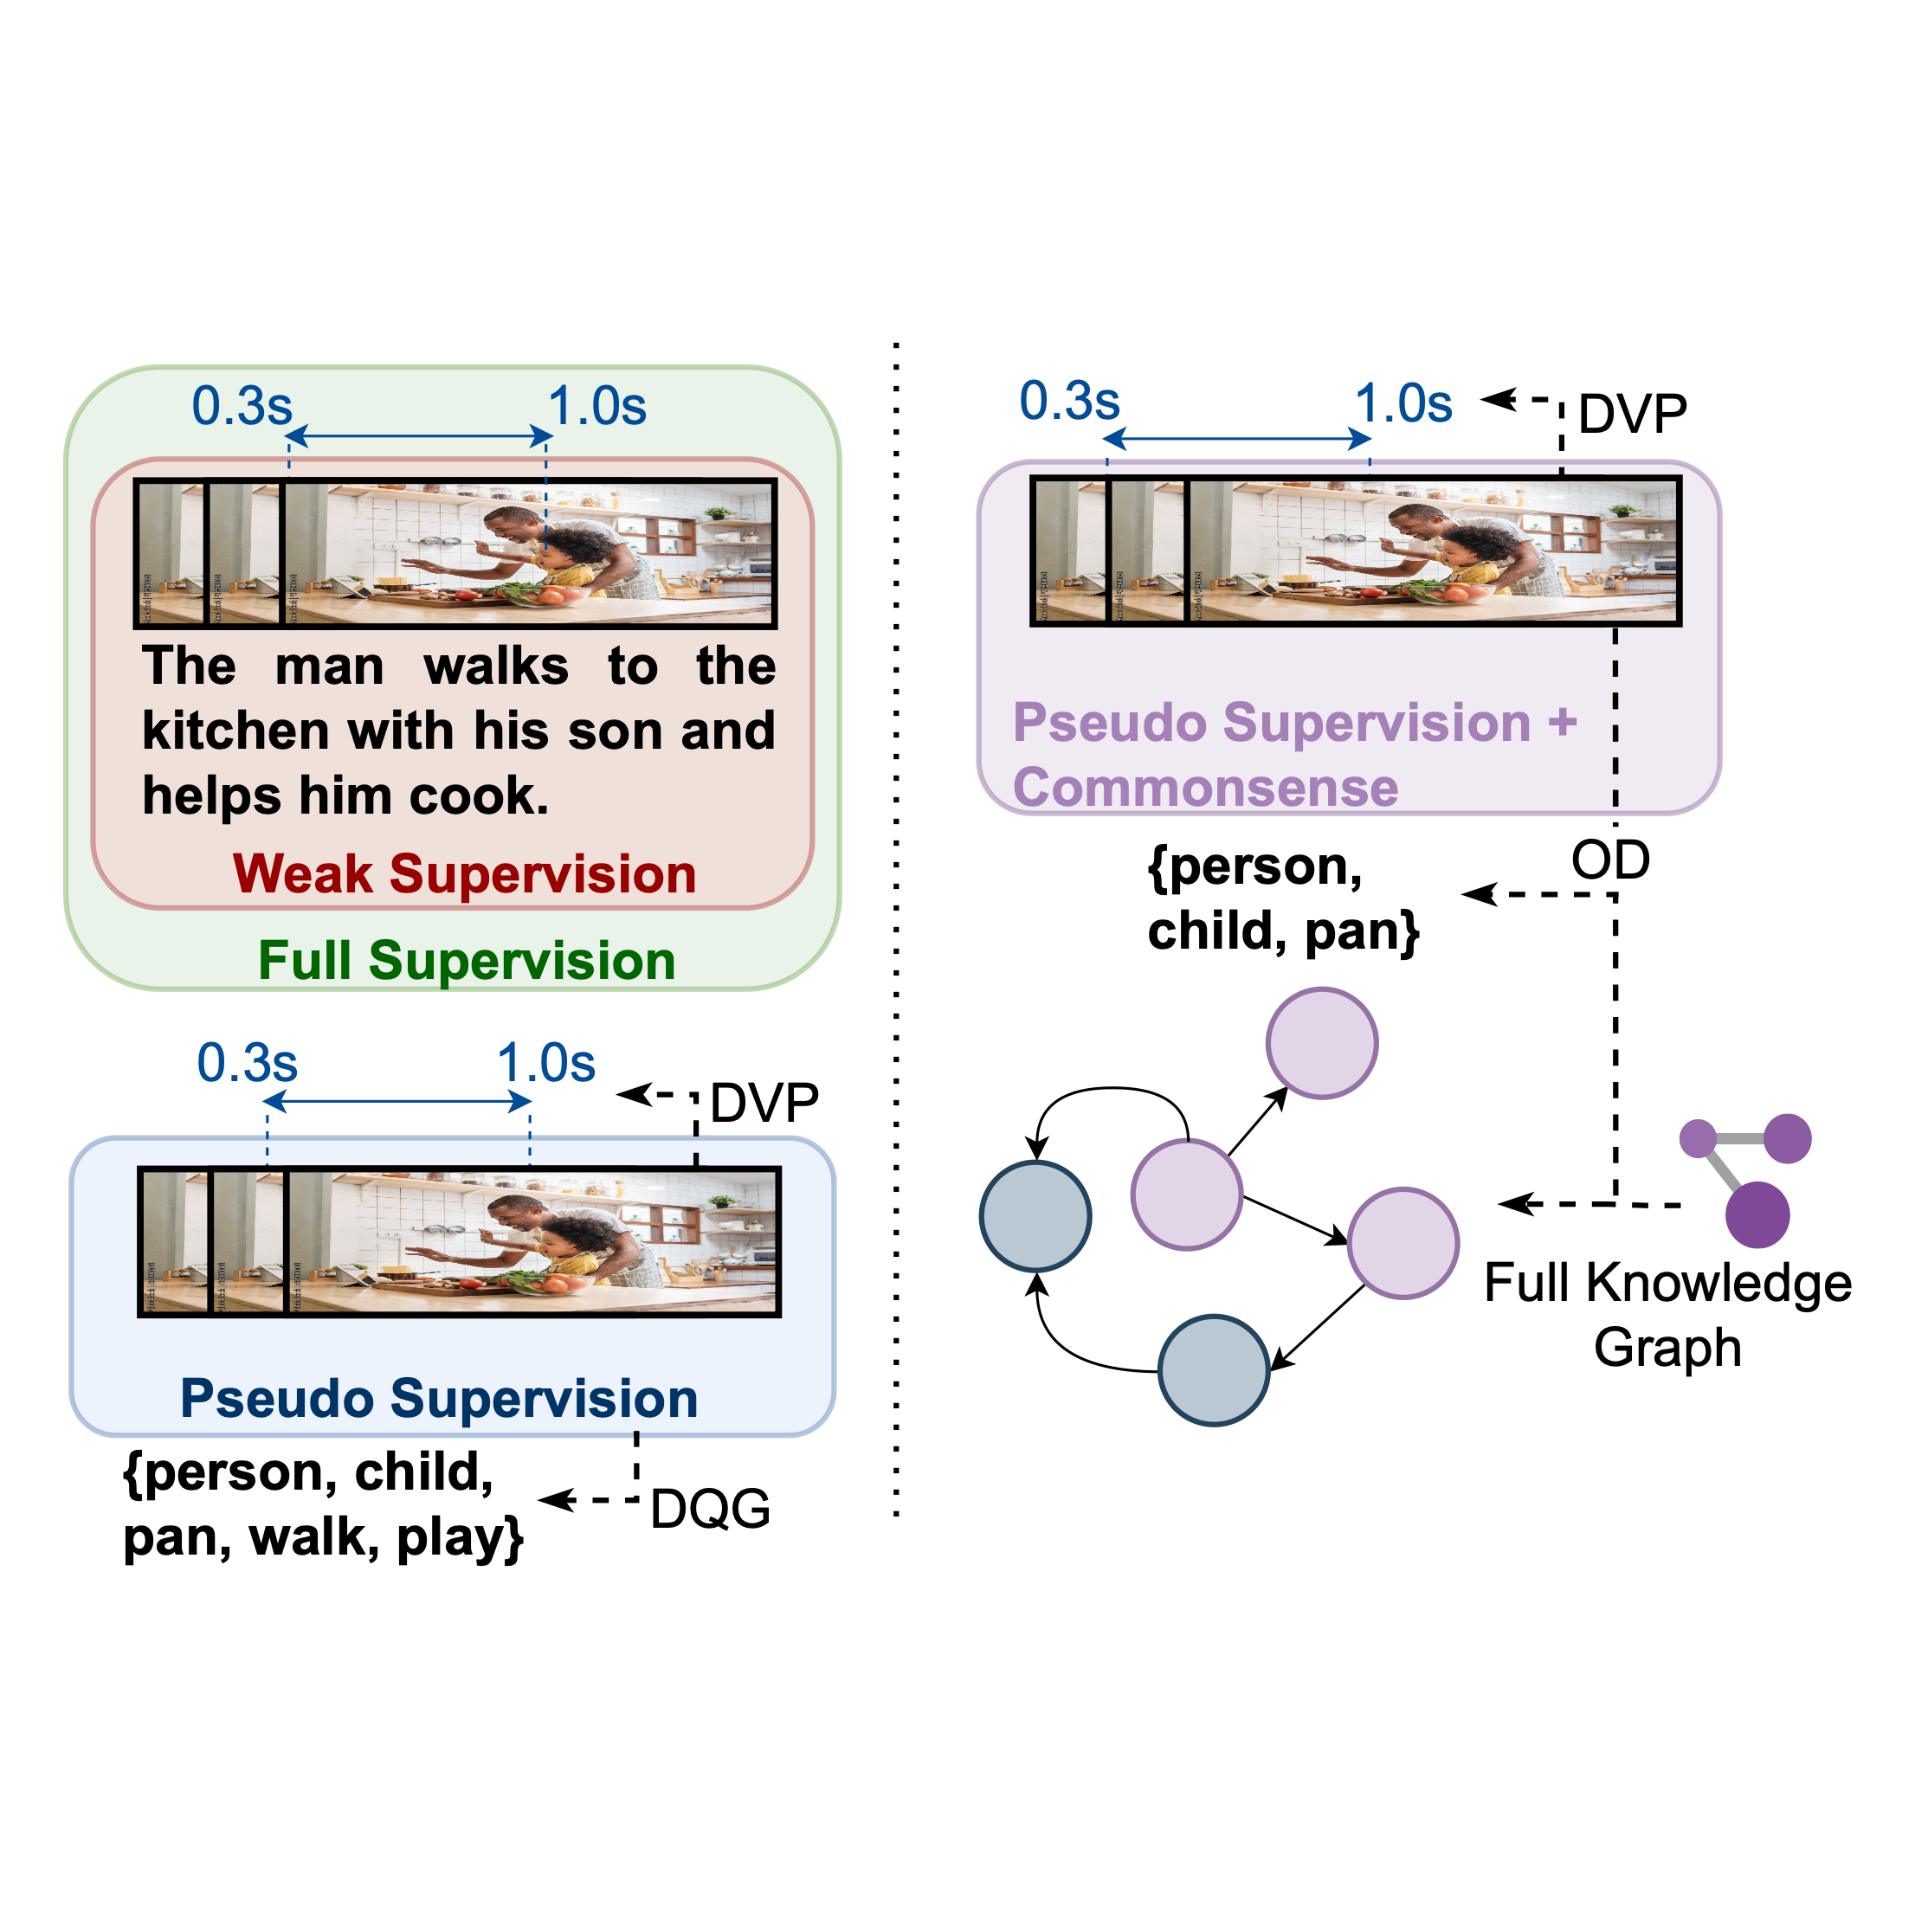 0.3s 1.0s
The man walks to the
kitchen with his son and
helps him cook.
Weak Supervision
Full Supervision
0.3s 1.0s
DVP
Pseudo Supervision
{person, child,
pan, walk, play}
DQG
0.3s 1.0s
DVP
Pseudo Supervision +
Commonsense
OD
{person,
child, pan}
Full Knowledge
Graph